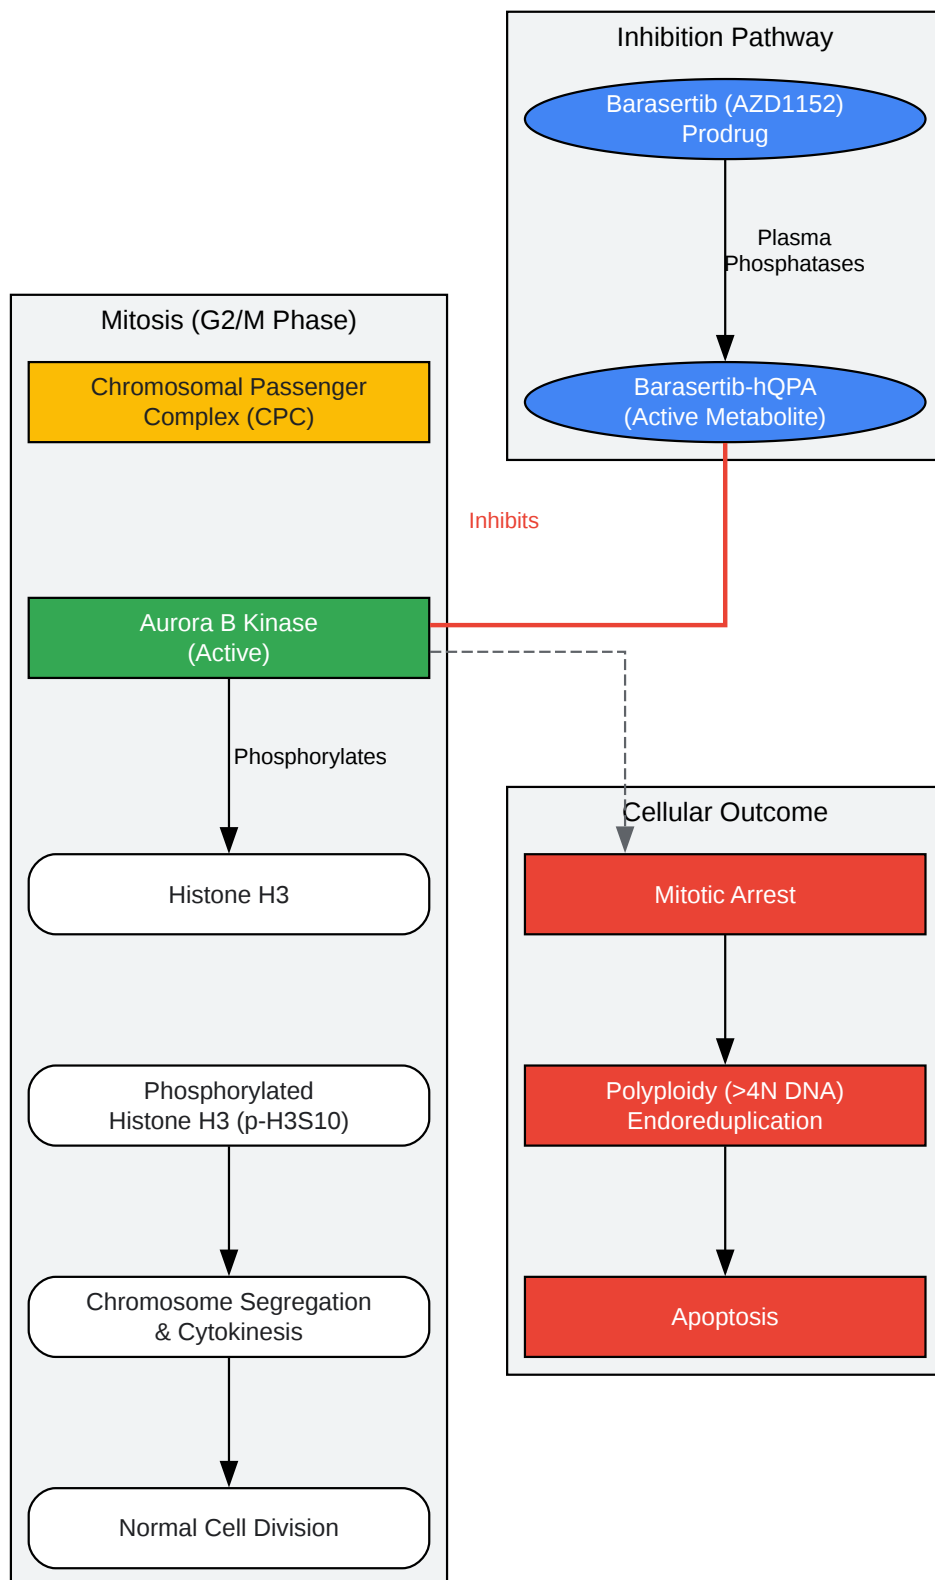 Inhibition Pathway
Barasertib (AZD1152)
Prodrug
Plasma
Phosphatases
Barasertib-hQPA
(Active Metabolite)
Inhibits
Mitosis (G2/M Phase)
Chromosomal Passenger
Complex (CPC)
Aurora B Kinase
(Active)
Phosphorylates
Histone H3
Phosphorylated
Histone H3 (p-H3S10)
Chromosome Segregation
& Cytokinesis
Normal Cell Division
Cellular Outcome
Mitotic Arrest
Polyploidy (>4N DNA)
Endoreduplication
Apoptosis